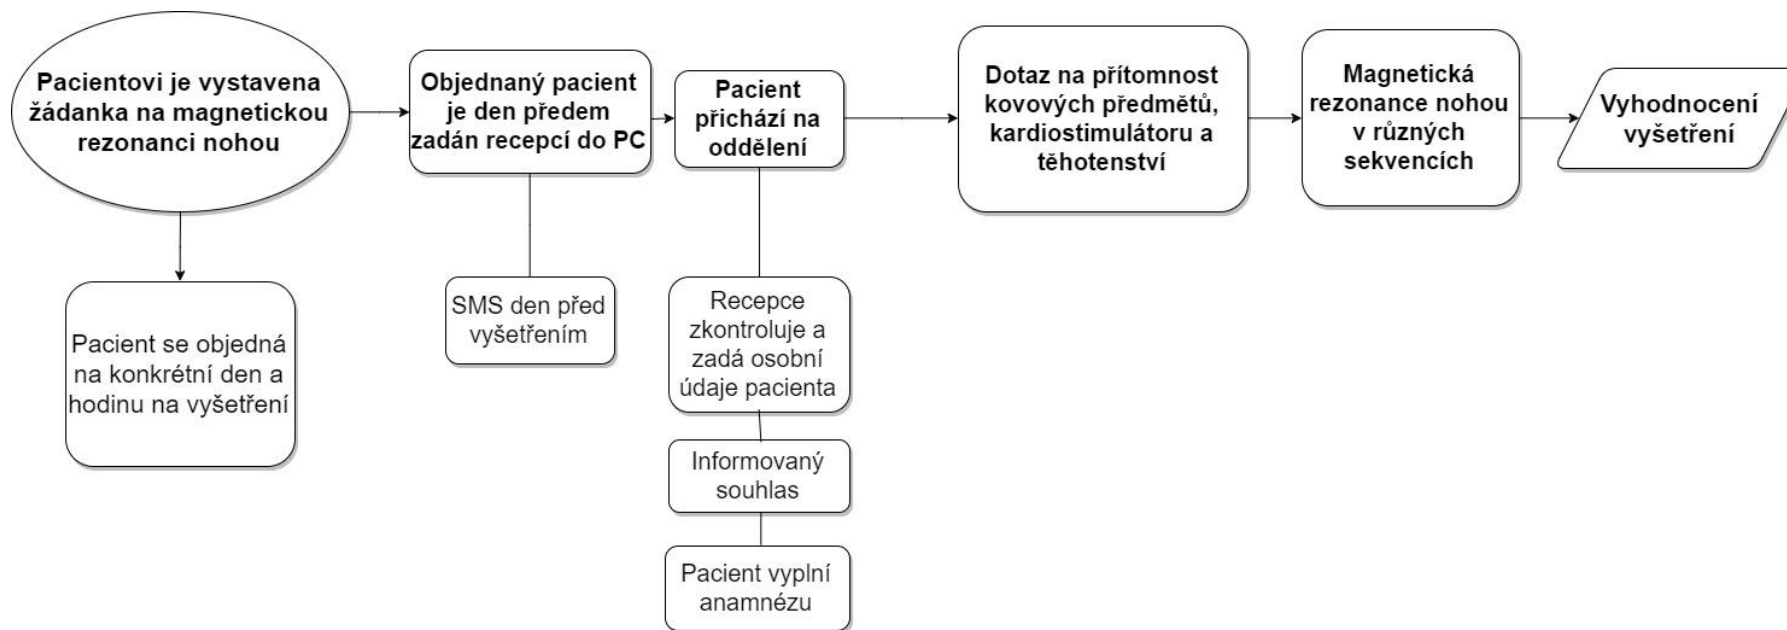 Pacientovi je vystavena
žádanka na magnetickou
rezonanci nohou
Objednaný pacient
je den předem
zadán recepcí do PC
Pacient
přichází na
oddělení
Dotaz na přítomnost
kovových předmětů,
kardiostimulátoru a
těhotenství
Magnetická
rezonance nohou
v různých
sekvencích
Vyhodnocení
vyšetření
Pacient se objedná
na konkrétní den a
hodinu na vyšetření
SMS den před
vyšetřením
Recepce
zkontroluje a
zadá osobní
údaje pacienta
Informovaný
souhlas
Pacient vyplní
anamnézu